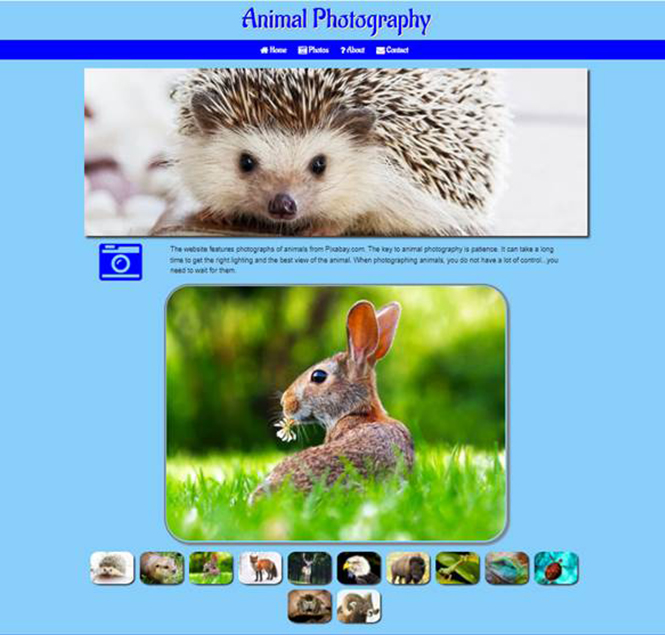 Animal Photography
Home Photos ? About Contact
The website features photographs of animals from Pixabay.com. The key to animal photography is patience. It can take a long
time to get the right lighting and the best view of the animal. When photographing animals, you do not have a lot of control...you
need to wait for them.